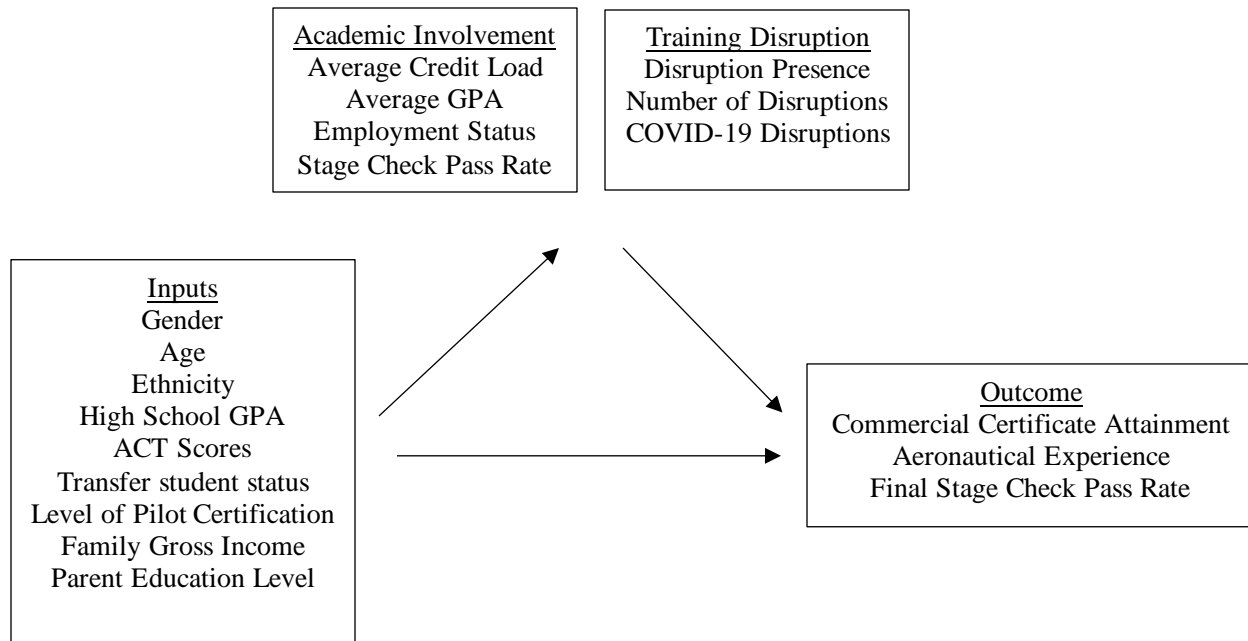 Academic Involvement
Average Credit Load
Average GPA
Employment Status
Stage Check Pass Rate
Training Disruption
Disruption Presence
Number of Disruptions
COVID-19 Disruptions
Inputs
Gender
Age
Ethnicity
High School GPA
ACT Scores
Transfer student status
Level of Pilot Certification
Family Gross Income
Parent Education Level
Outcome
Commercial Certificate Attainment
Aeronautical Experience
Final Stage Check Pass Rate